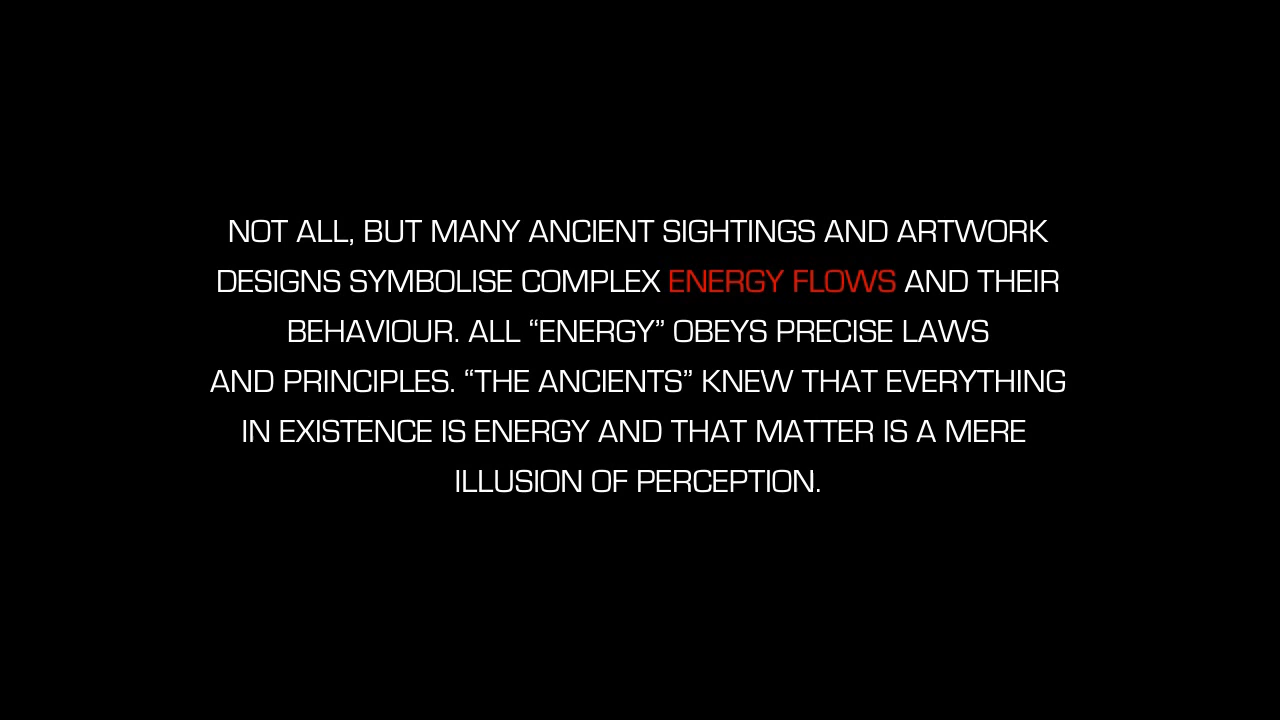 NOT ALL, BUT MANY ANCIENT SIGHTINGS AND ARTWORK
DESIGNS SYMBOLISE COMPLEX ENERGY FLOWS AND THEIR
BEHAVIOUR. ALL “ENERGY” OBEYS PRECISE LAWS
AND PRINCIPLES. “THE ANCIENTS” KNEW THAT EVERYTHING
IN EXISTENCE IS ENERGY AND THAT MATTER IS A MERE
ILLUSION OF PERCEPTION.